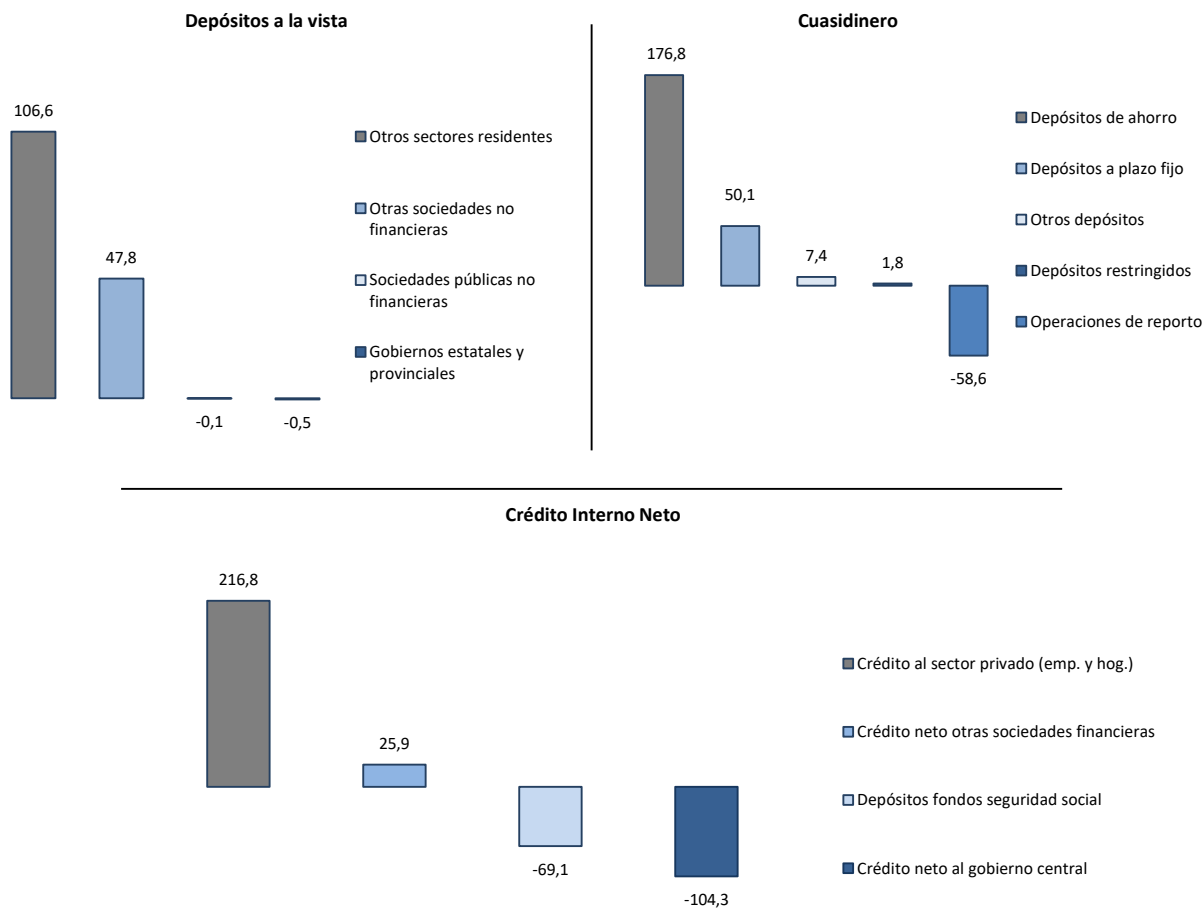 Depósitos a la vista
106,6
47,8
-0,1
-0,5
Otros sectores residentes
Otras sociedades no
financieras
Sociedades públicas no
financieras
Gobiernos estatales y
provinciales
Cuasidinero
176,8
50,1
7,4
1,8
-58,6
Depósitos de ahorro
Depósitos a plazo fijo
Otros depósitos
Depósitos restringidos
Operaciones de reporto
Crédito Interno Neto
216,8
25,9
-69,1
-104,3
Crédito al sector privado (emp. y hog.)
Crédito neto otras sociedades financieras
Depósitos fondos seguridad social
Crédito neto al gobierno central